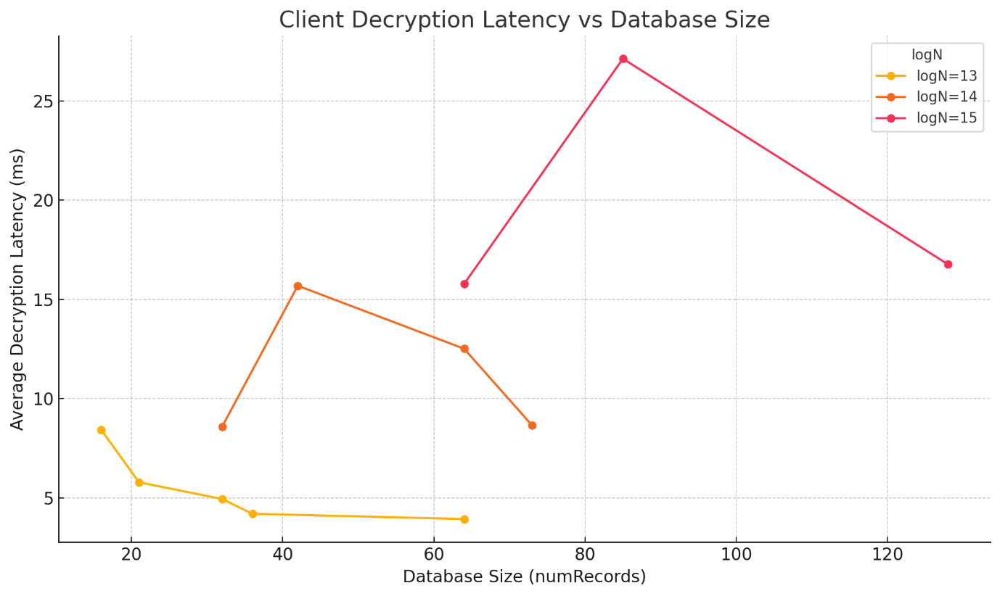 Client Decryption Latency vs Database Size
logN
logN=13
logN=14
logN=15
Average Decryption Latency (ms)
25
20
15
10
5
20 40 60 80 100 120
Database Size (numRecords)